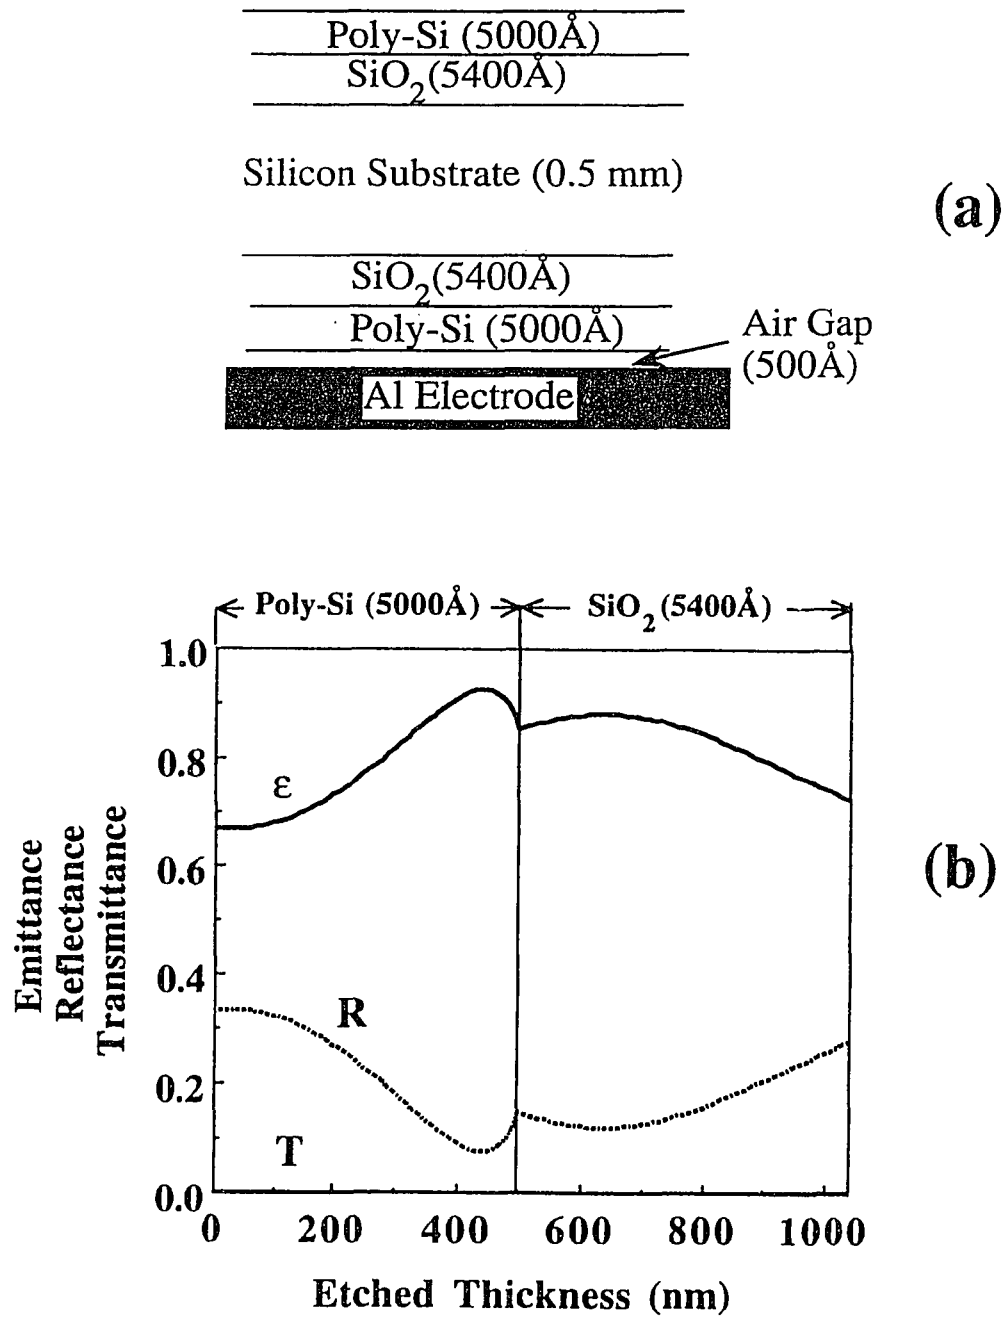 Poly-Si (5000Å)
SiO2(5400Å)
Silicon Substrate (0.5 mm)
(a)
SiO2(5400Å)
Poly-Si (5000Å)
Air Gap
(500Å)
Al Electrode
Poly-Si (5000Å)
SiO2(5400Å)
1.0
0.8
0.6
0.4
0.2
0.0
ε
R
T
Emittance
Reflectance
Transmittance
(b)
0 200 400 600 800 1000
Etched Thickness (nm)